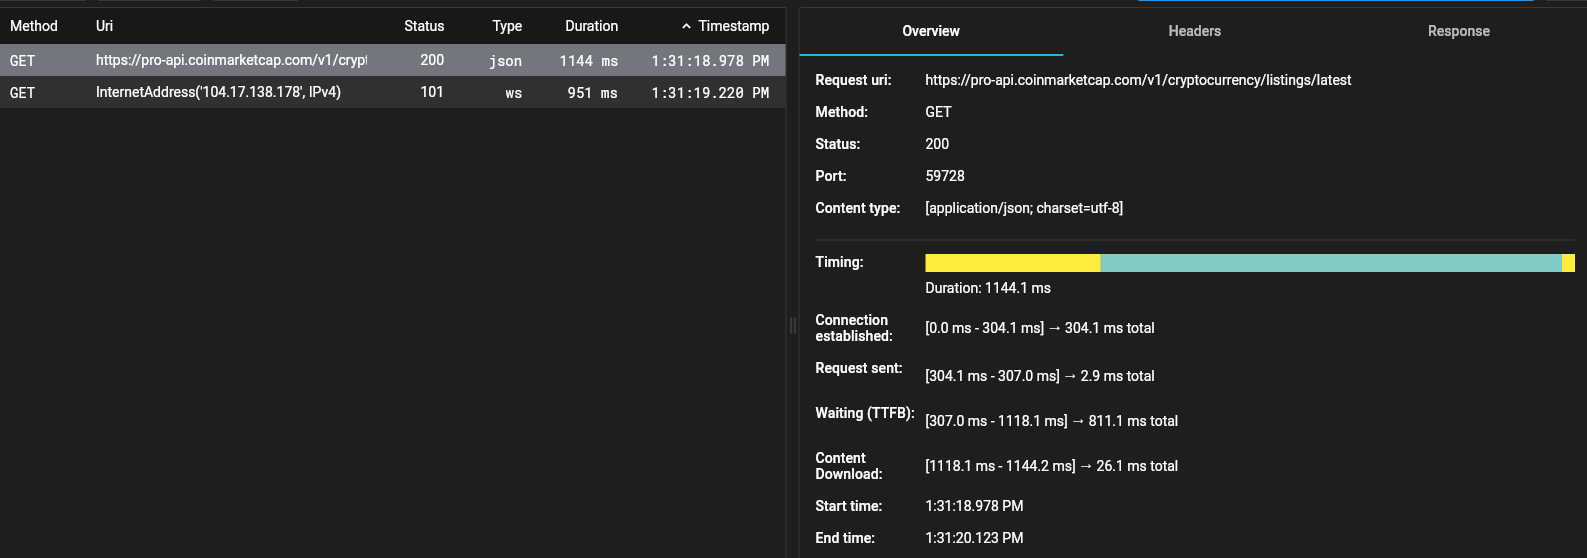 Method Uri Status Type Duration Timestamp
GET https://pro-api.coinmarketcap.com/v1/crypt 200 json 1144 ms 1:31:18.978 PM
GET InternetAddress('104.17.138.178', IPv4) 101 ws 951 ms 1:31:19.220 PM
Overview Headers Response
Request uri: https://pro-api.coinmarketcap.com/v1/cryptocurrency/listings/latest
Method: GET
Status: 200
Port: 59728
Content type: [application/json; charset=utf-8]
Timing:
Duration: 1144.1 ms
Connection
established: [0.0 ms - 304.1 ms] → 304.1 ms total
Request sent: [304.1 ms - 307.0 ms] → 2.9 ms total
Waiting (TTFB): [307.0 ms - 1118.1 ms] → 811.1 ms total
Content
Download: [1118.1 ms - 1144.2 ms] → 26.1 ms total
Start time: 1:31:18.978 PM
End time: 1:31:20.123 PM